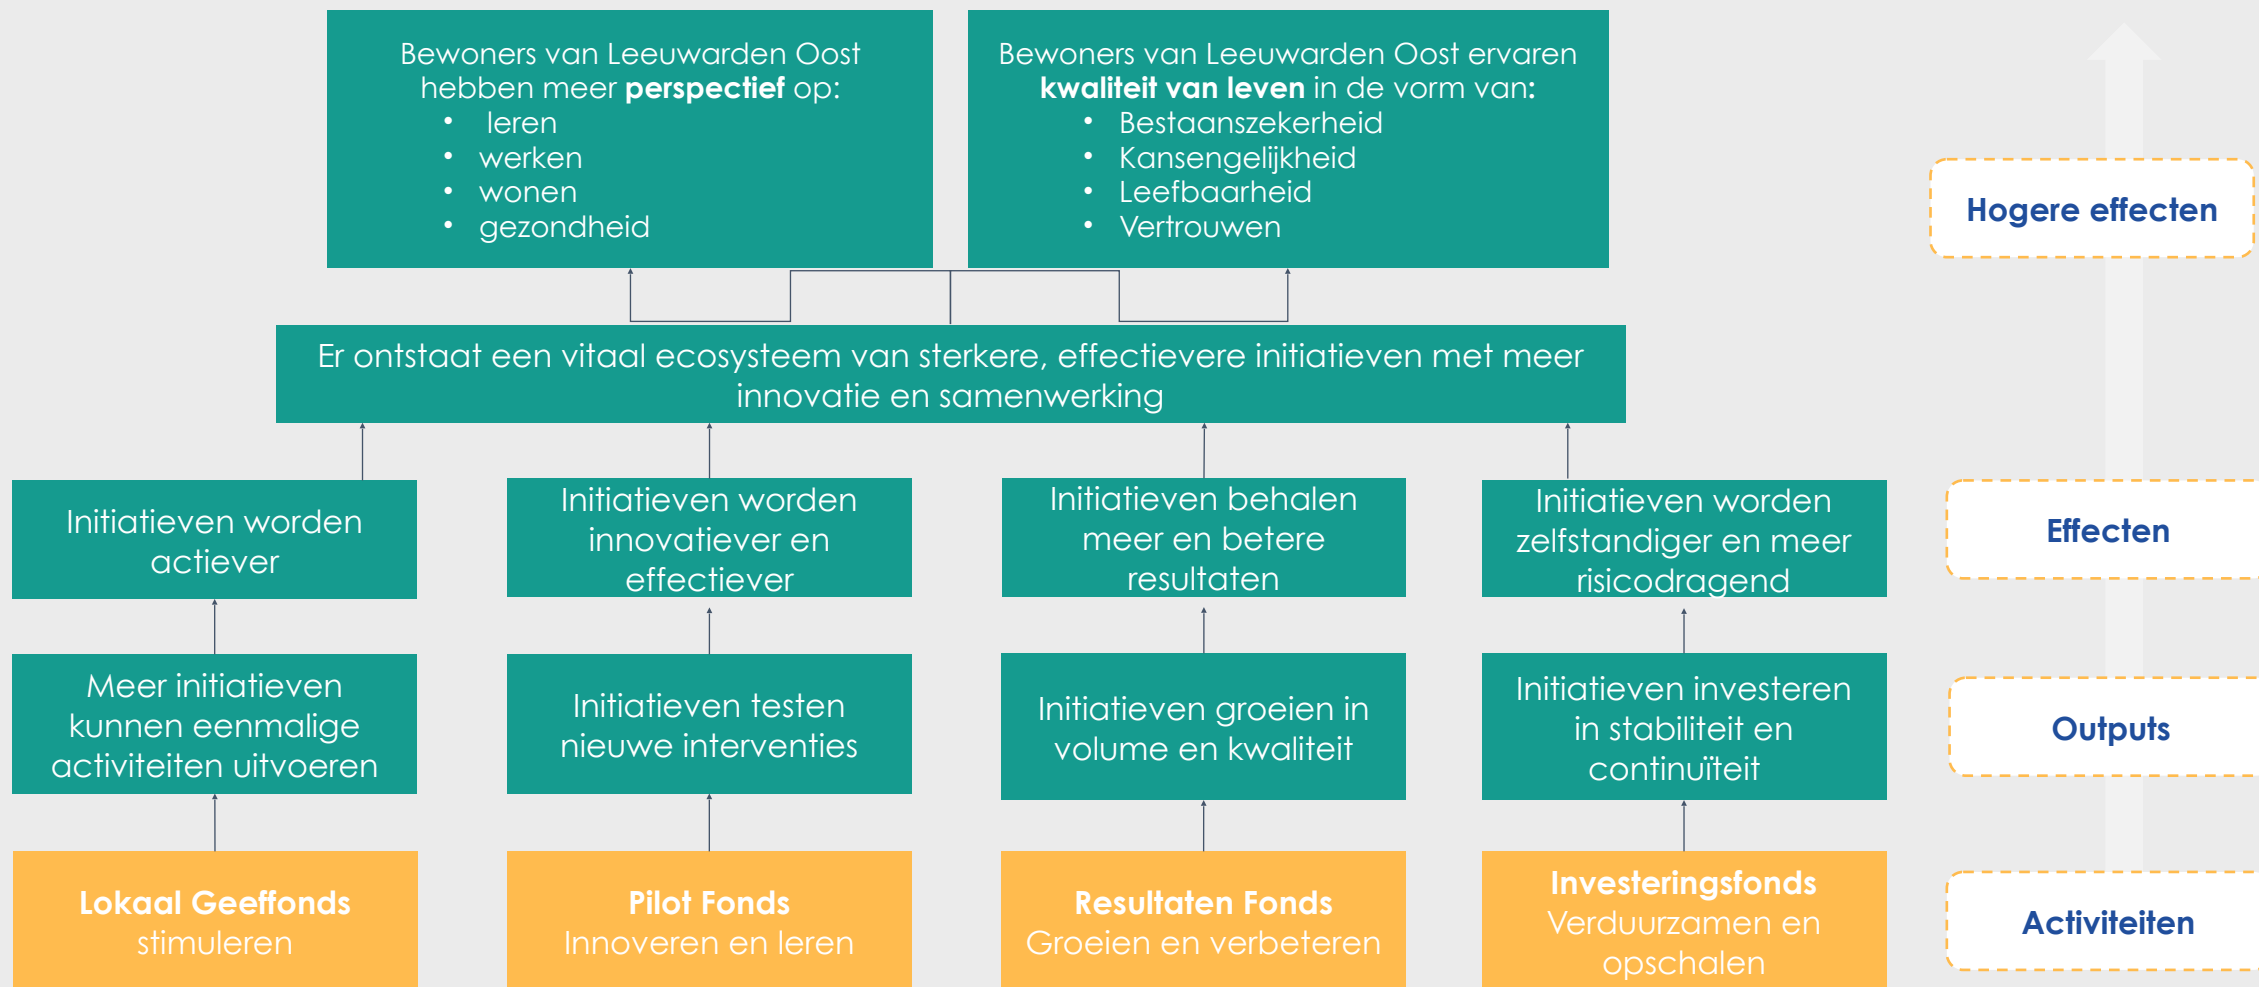 Bewoners van Leeuwarden Oost
hebben meer perspectief op:
• leren
• werken
• wonen
• gezondheid
Bewoners van Leeuwarden Oost ervaren
kwaliteit van leven in de vorm van:
• Bestaanszekerheid
• Kansengelijkheid
• Leefbaarheid
• Vertrouwen
Hogere effecten
Er ontstaat een vitaal ecosysteem van sterkere, effectievere initiatieven met meer
innovatie en samenwerking
Initiatieven worden
actiever
Initiatieven worden
innovatiever en
effectiever
Initiatieven behalen
meer en betere
resultaten
Initiatieven worden
zelfstandiger en meer
risicodragend
Effecten
Meer initiatieven
kunnen eenmalige
activiteiten uitvoeren
Initiatieven testen
nieuwe interventies
Initiatieven groeien in
volume en kwaliteit
Initiatieven investeren
in stabiliteit en
continuïteit
Outputs
Lokaal Geeffonds
stimuleren
Pilot Fonds
Innoveren en leren
Resultaten Fonds
Groeien en verbeteren
Investeringsfonds
Verduurzamen en
opschalen
Activiteiten